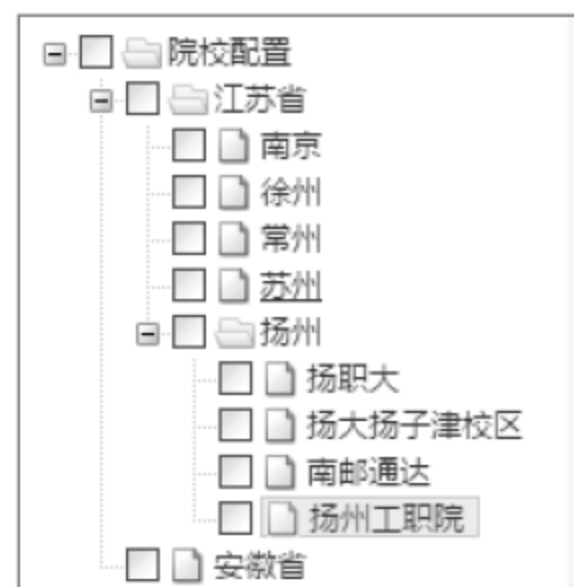 院校配置
江苏省
南京
徐州
常州
苏州
扬州
扬职大
扬大扬子津校区
南邮通达
扬州工职院
安徽省